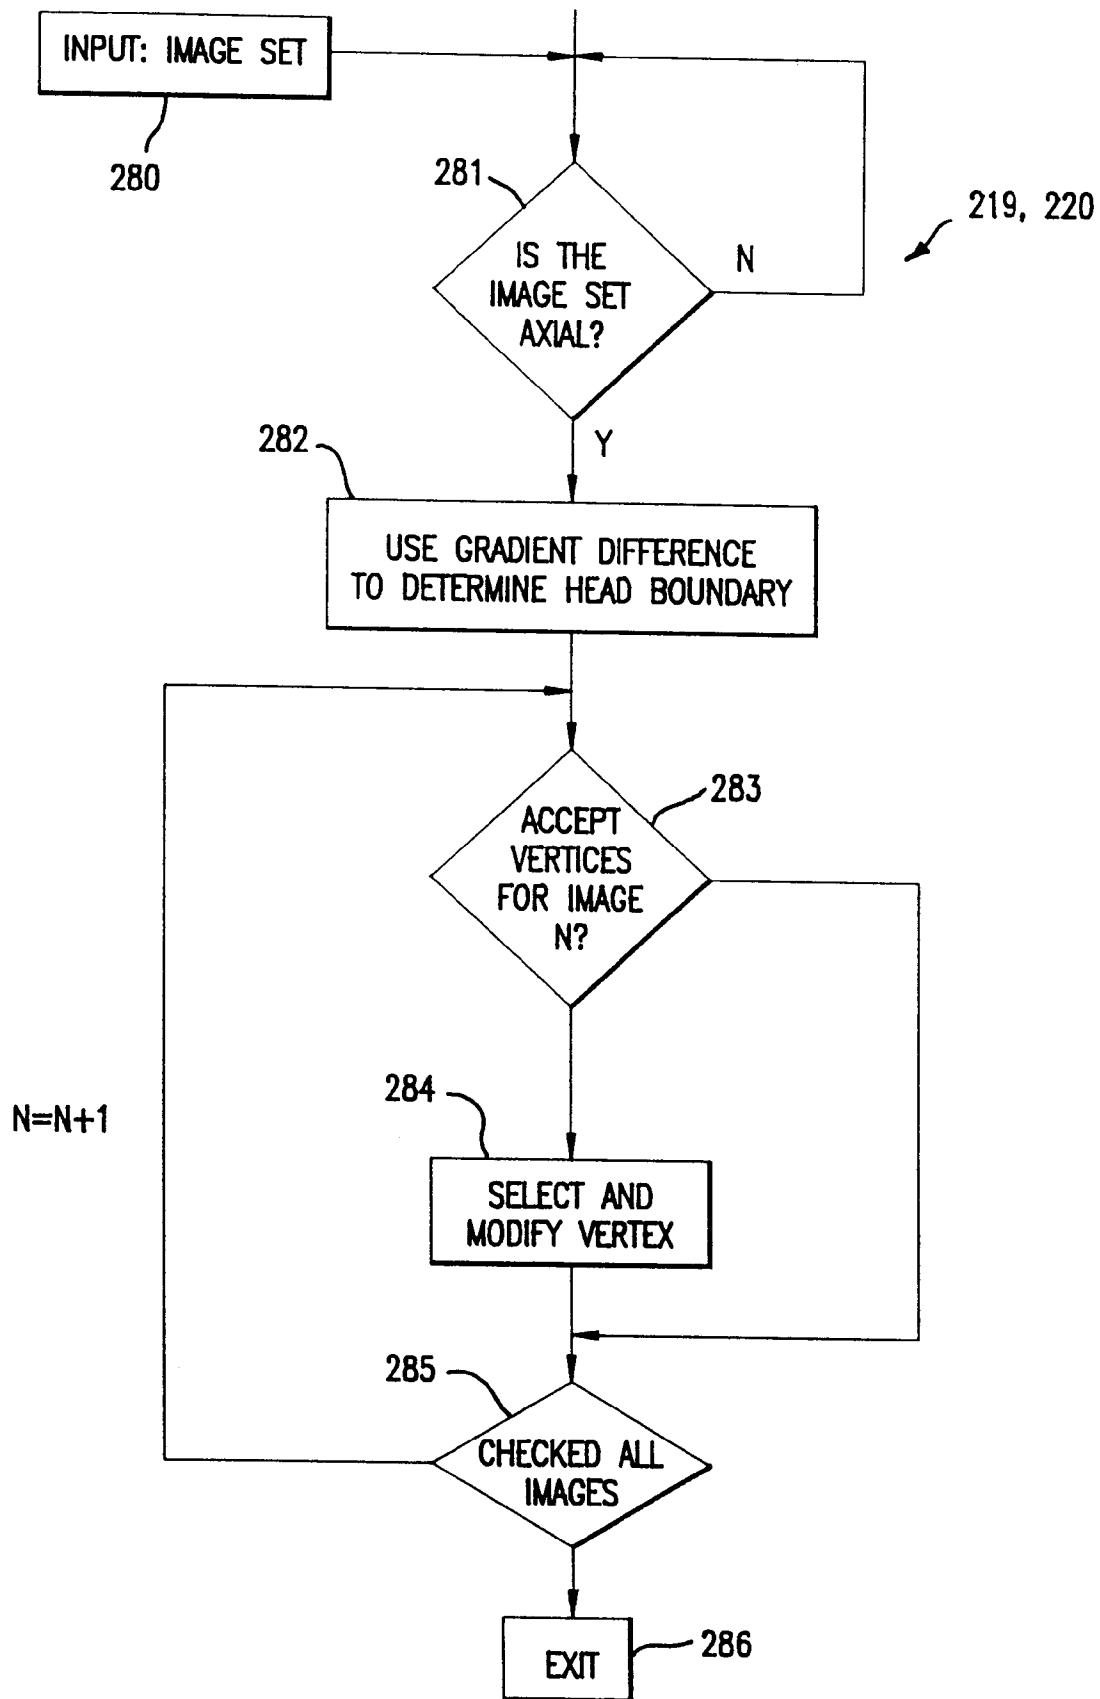 INPUT: IMAGE SET
280
281
219, 220
IS THE
IMAGE SET
AXIAL?
N
Y
282
USE GRADIENT DIFFERENCE
TO DETERMINE HEAD BOUNDARY
283
ACCEPT
VERTICES
FOR IMAGE
N?
284
N=N+1
SELECT AND
MODIFY VERTEX
285
CHECKED ALL
IMAGES
EXIT
286